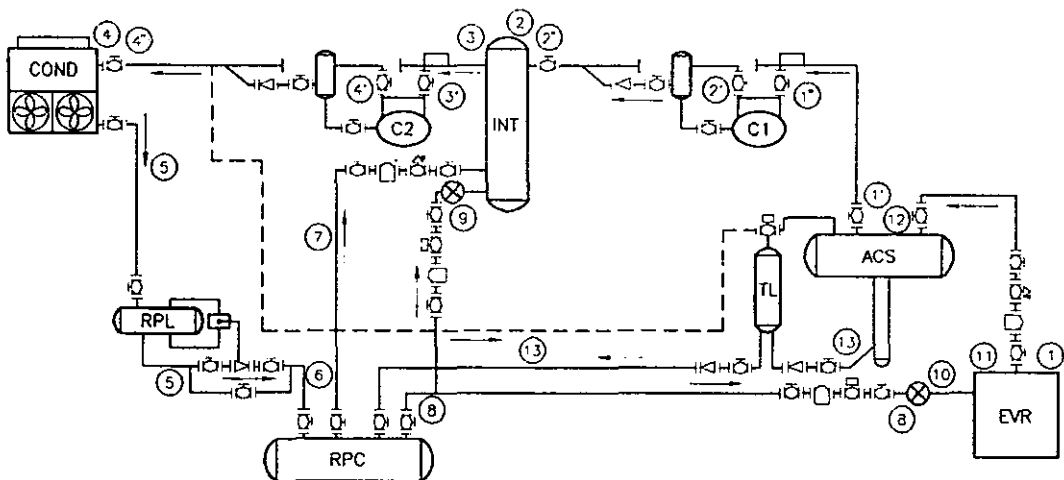 4 4" 3 2 2"
COND
4' 3" 2' 1"
C2 INT C1
5
7 9 1' 12
ACS
TL
RPL
13 13
5 6 11 1
10
8 8
EVR
RPC